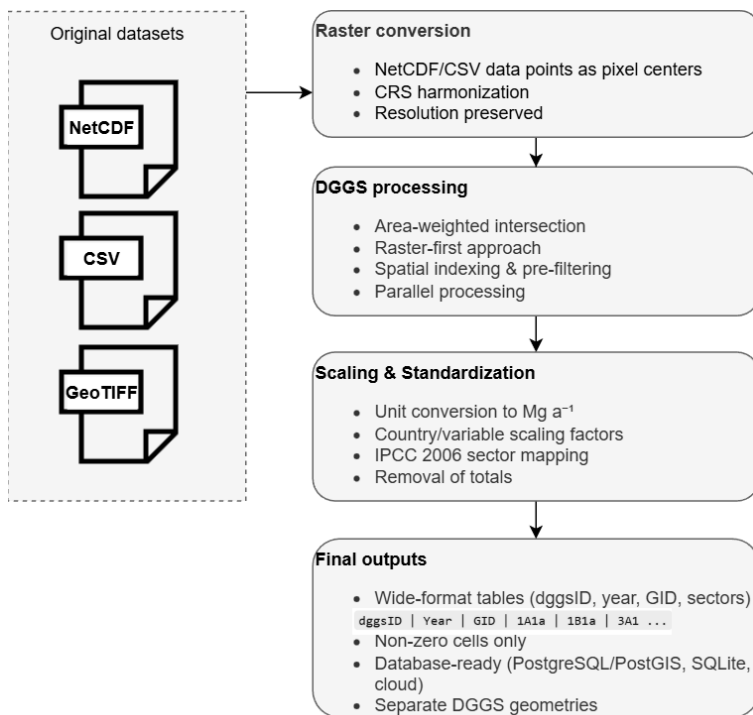 Original datasets
NetCDF
CSV
GeoTIFF
Raster conversion
• NetCDF/CSV data points as pixel centers
• CRS harmonization
• Resolution preserved
DGGS processing
• Area-weighted intersection
• Raster-first approach
• Spatial indexing & pre-filtering
• Parallel processing
Scaling & Standardization
• Unit conversion to Mg a⁻¹
• Country/variable scaling factors
• IPCC 2006 sector mapping
• Removal of totals
Final outputs
• Wide-format tables (dggsID, year, GID, sectors)
dggsID | Year | GID | 1A1a | 1B1a | 3A1 ...
• Non-zero cells only
• Database-ready (PostgreSQL/PostGIS, SQLite,
cloud)
• Separate DGGS geometries